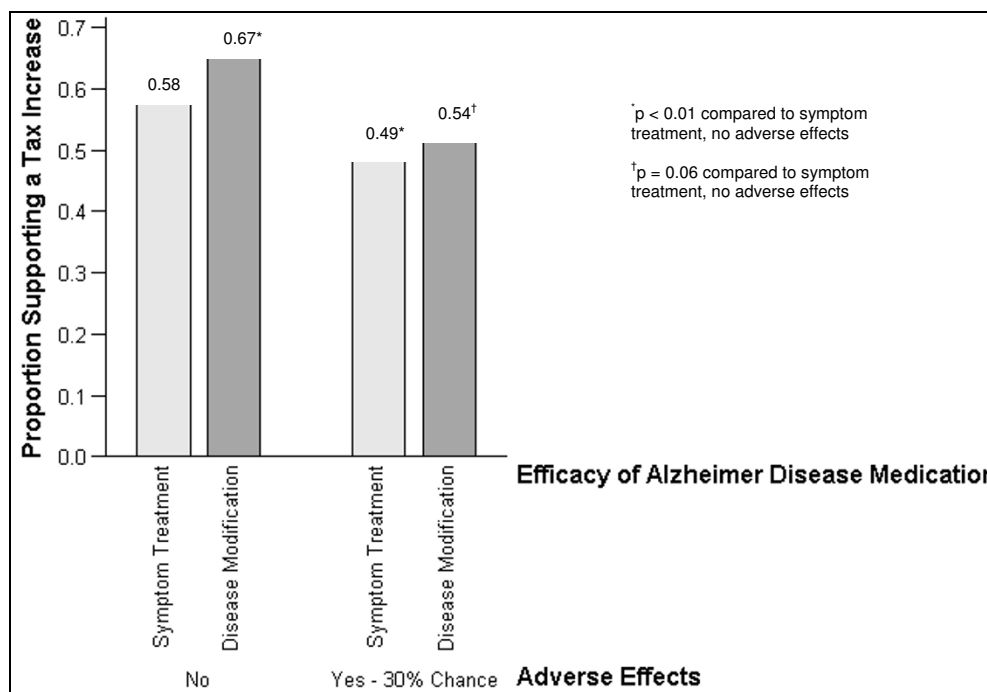 Proportion Supporting a Tax Increase
0.7
0.6
0.5
0.4
0.3
0.2
0.1
0.0
0.58
0.67*
0.49*
0.54†
*p < 0.01 compared to symptom
treatment, no adverse effects
†p = 0.06 compared to symptom
treatment, no adverse effects
Symptom Treatment
Disease Modification
Symptom Treatment
Disease Modification
Efficacy of Alzheimer Disease Medication
No
Yes - 30% Chance
Adverse Effects